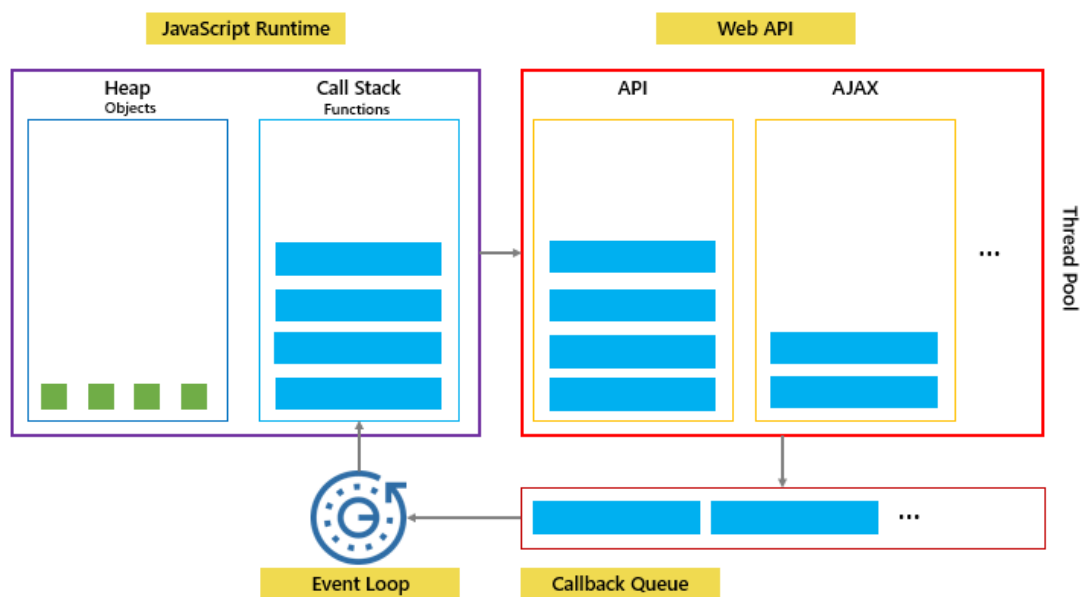 JavaScript Runtime
Web API
Heap
Objects
Call Stack
Functions
API
AJAX
...
Thread Pool
...
Event Loop
Callback Queue